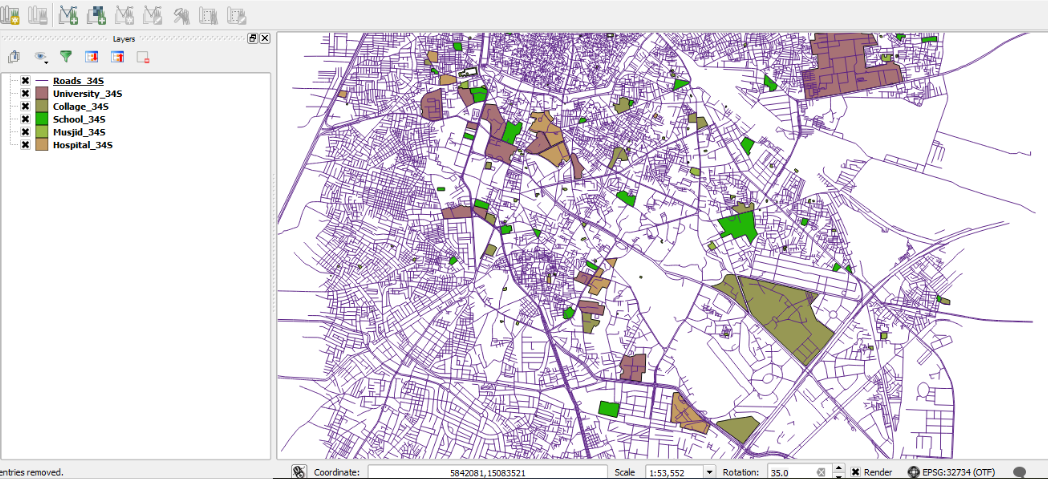 Layers
Roads_34S
University_34S
Collage_34S
School_34S
Musjid_34S
Hospital_34S
entries removed.
Coordinate: 5842081,15083521 Scale 1:53,552 Rotation: 35.0 Render EPSG:32734 (OTF)